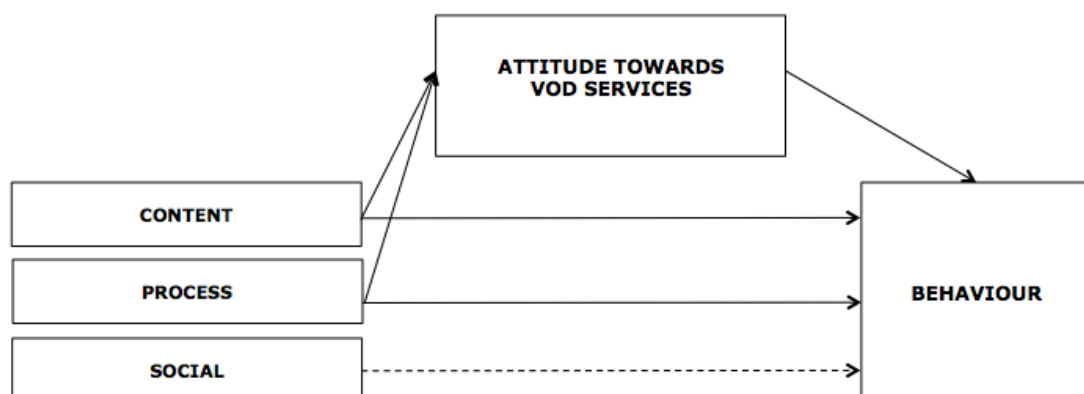 ATTITUDE TOWARDS
VOD SERVICES
CONTENT
PROCESS
BEHAVIOUR
SOCIAL